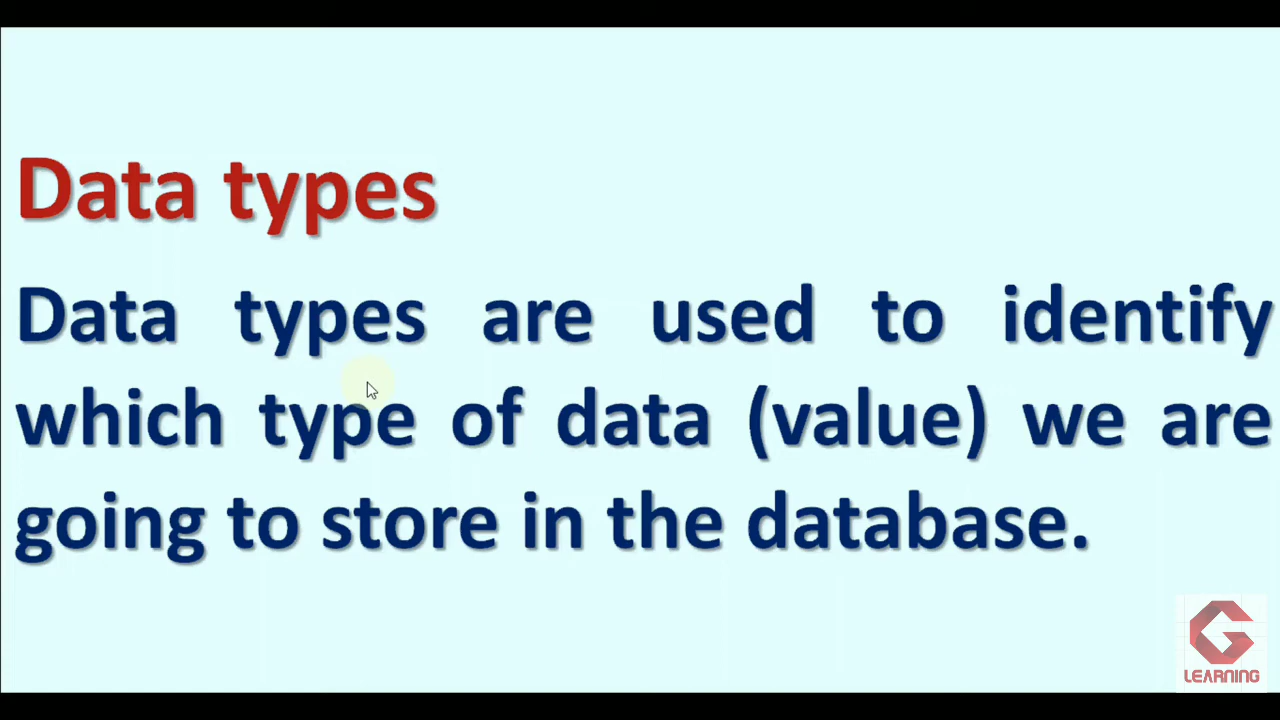 Data types
Data types are used to identify
which type of data (value) we are
going to store in the database.
G
LEARNING